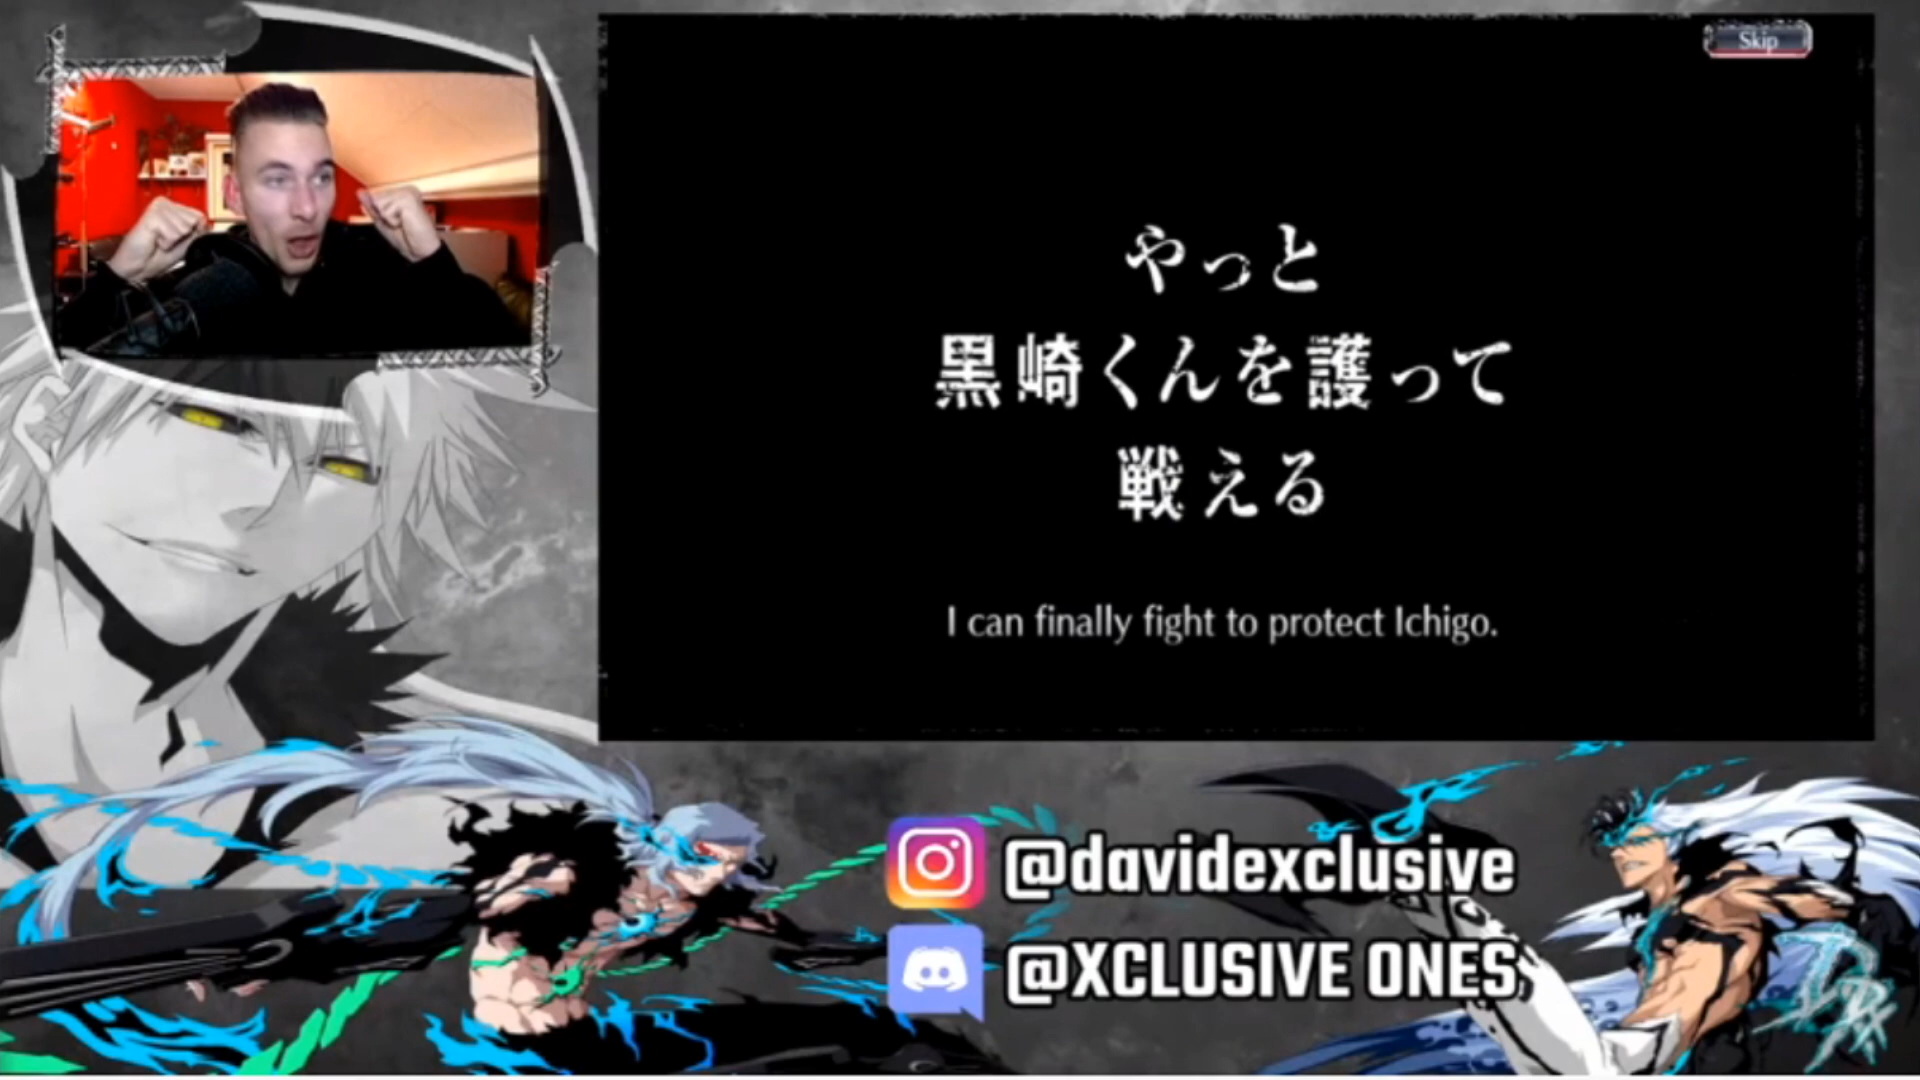 Skip
やっと
黒崎くんを護って
戦える
I can finally fight to protect Ichigo.
@davidexclusive
@XCLUSIVE ONES